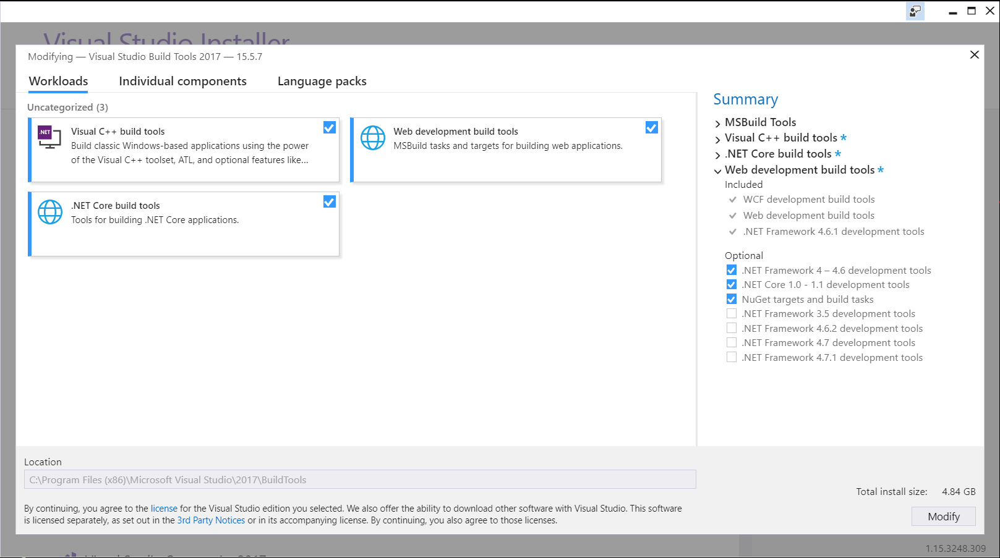 Visual Studio Installer
Modifying — Visual Studio Build Tools 2017 — 15.5.7
Workloads
Individual components
Language packs
Uncategorized (3)
.NET
Visual C++ build tools
Build classic Windows-based applications using the power
of the Visual C++ toolset, ATL, and optional features like...
Web development build tools
MSBuild tasks and targets for building web applications.
.NET Core build tools
Tools for building .NET Core applications.
Summary
MSBuild Tools
Visual C++ build tools *
.NET Core build tools *
Web development build tools *
Included
WCF development build tools
Web development build tools
.NET Framework 4.6.1 development tools
Optional
.NET Framework 4 – 4.6 development tools
.NET Core 1.0 - 1.1 development tools
NuGet targets and build tasks
.NET Framework 3.5 development tools
.NET Framework 4.6.2 development tools
.NET Framework 4.7 development tools
.NET Framework 4.7.1 development tools
Location
C:\Program Files (x86)\Microsoft Visual Studio\2017\BuildTools
Total install size: 4.84 GB
By continuing, you agree to the license for the Visual Studio edition you selected. We also offer the ability to download other software with Visual Studio. This software
is licensed separately, as set out in the 3rd Party Notices or in its accompanying license. By continuing, you also agree to those licenses.
Modify
1.15.3248.309